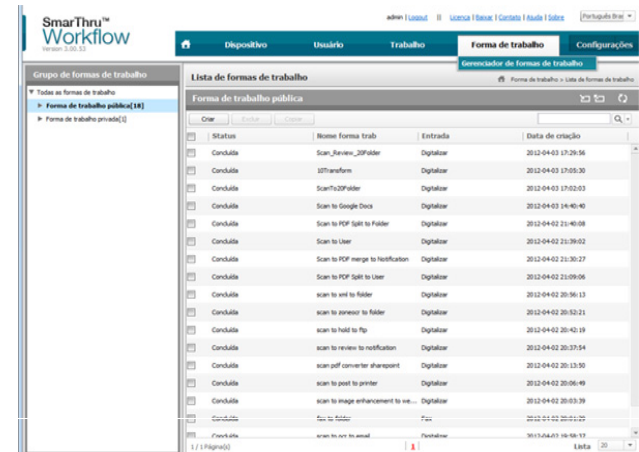 SmarThru™
Workflow
Version 3.00.53
admin | Logout || Licença | Baixar | Contato | Ajuda | Sobre Português Bras
Dispositivo Usuário Trabalho Forma de trabalho Configurações
Gerenciador de formas de trabalho
Grupo de formas de trabalho
Todas as formas de trabalho
Forma de trabalho pública[18]
Forma de trabalho privada[1]
Lista de formas de trabalho
Forma de trabalho » Lista de formas de trabalho
Forma de trabalho pública
Criar Excluir Copiar
Status Nome forma trab Entrada Data de criação
Concluída Scan_Review_20Folder Digitalizar 2012-04-03 17:29:56
Concluída 10Transform Digitalizar 2012-04-03 17:05:30
Concluída ScanTo20Folder Digitalizar 2012-04-03 17:02:03
Concluída Scan to Google Docs Digitalizar 2012-04-03 14:40:40
Concluída Scan to PDF Split to Folder Digitalizar 2012-04-02 21:40:08
Concluída Scan to User Digitalizar 2012-04-02 21:39:02
Concluída Scan to PDF merge to Notification Digitalizar 2012-04-02 21:30:27
Concluída Scan to PDF Split to User Digitalizar 2012-04-02 21:09:06
Concluída scan to xml to folder Digitalizar 2012-04-02 20:56:13
Concluída scan to zoneocr to folder Digitalizar 2012-04-02 20:52:21
Concluída scan to hold to ftp Digitalizar 2012-04-02 20:42:19
Concluída scan to review to notification Digitalizar 2012-04-02 20:37:54
Concluída scan pdf converter sharepoint Digitalizar 2012-04-02 20:13:50
Concluída scan to post to printer Digitalizar 2012-04-02 20:06:49
Concluída scan to image enhancement to we... Digitalizar 2012-04-02 20:03:39
Concluída fax to folder Fax 2012-04-02 20:01:29
Concluída scan to ocr to email Digitalizar 2012-04-02 19:58:37
1 / 1 Página(s) 1 Lista 20